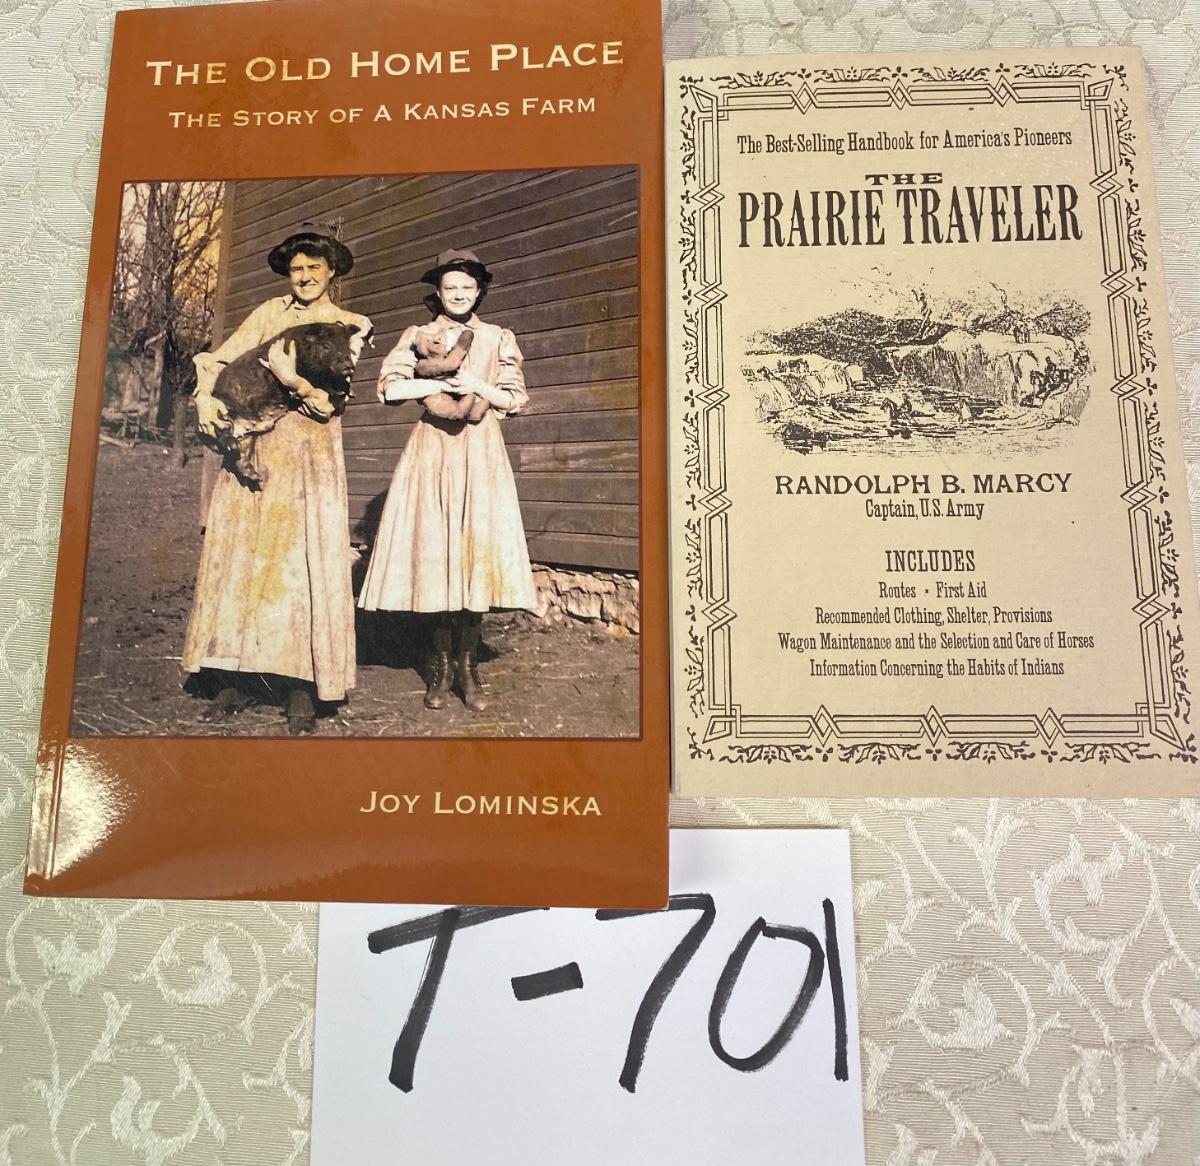 THE OLD HOME PLACE
THE STORY OF A KANSAS FARM
JOY LOMINSKA
The Best-Selling Handbook for America's Pioneers
THE
PRAIRIE TRAVELER
RANDOLPH B. MARCY
Captain, U.S. Army
INCLUDES
Routes • First Aid
Recommended Clothing, Shelter, Provisions
Wagon Maintenance and the Selection and Care of Horses
Information Concerning the Habits of Indians
T-701